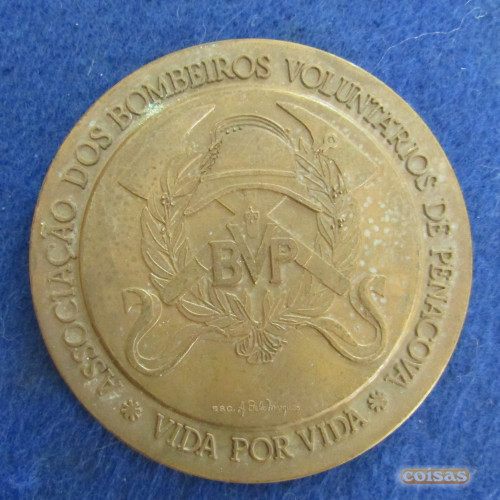 ASSOCIAÇÃO DOS BOMBEIROS VOLUNTÁRIOS DE PENACOVA
* VIDA POR VIDA *
BVP
coisas